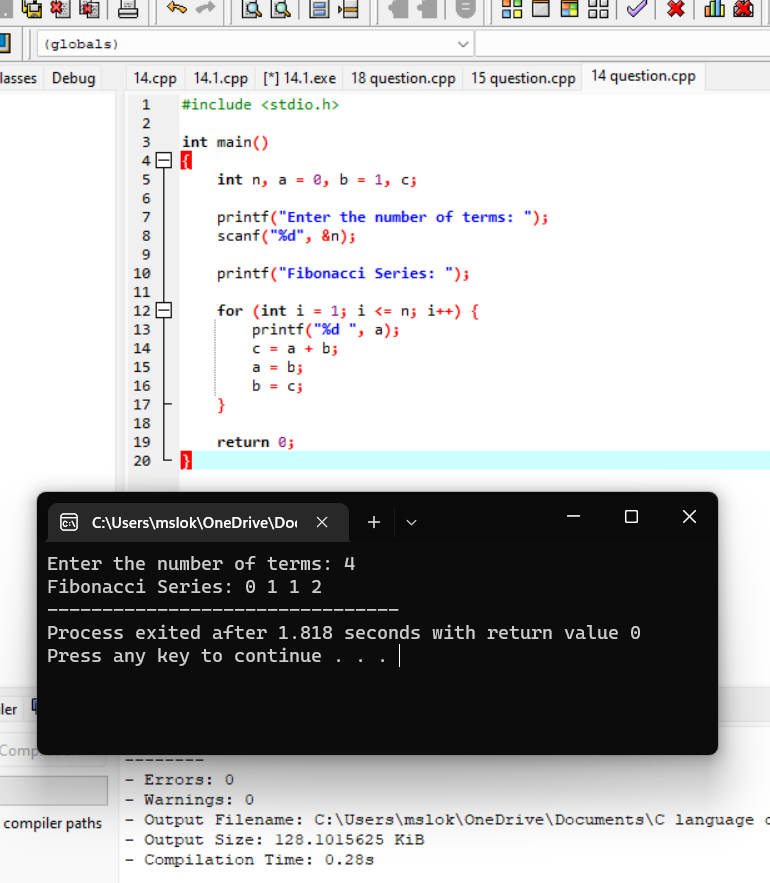 (globals)
lasses Debug 14.cpp 14.1.cpp [*] 14.1.exe 18 question.cpp 15 question.cpp 14 question.cpp
1 #include <stdio.h>
2
3 int main()
4 {
5 int n, a = 0, b = 1, c;
6
7 printf("Enter the number of terms: ");
8 scanf("%d", &n);
9
10 printf("Fibonacci Series: ");
11
12 for (int i = 1; i <= n; i++) {
13 printf("%d ", a);
14 c = a + b;
15 a = b;
16 b = c;
17 }
18
19 return 0;
20 }
C:\Users\mslok\OneDrive\Do
Enter the number of terms: 4
Fibonacci Series: 0 1 1 2
--------------------------------
Process exited after 1.818 seconds with return value 0
Press any key to continue . . .
ler
Comp
--------
- Errors: 0
- Warnings: 0
compiler paths
- Output Filename: C:\Users\mslok\OneDrive\Documents\C language
- Output Size: 128.1015625 KiB
- Compilation Time: 0.28s